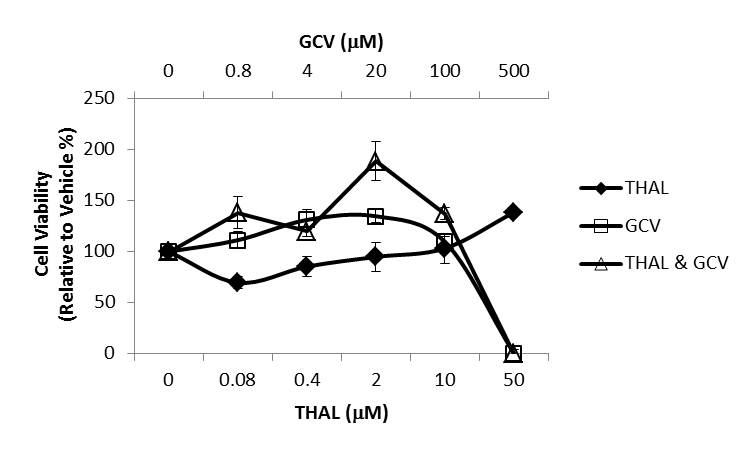 GCV (µM)
0 0.8 4 20 100 500
250
200
150
100
50
0
Cell Viability
(Relative to Vehicle %)
0 0.08 0.4 2 10 50
THAL (µM)
THAL
GCV
THAL & GCV